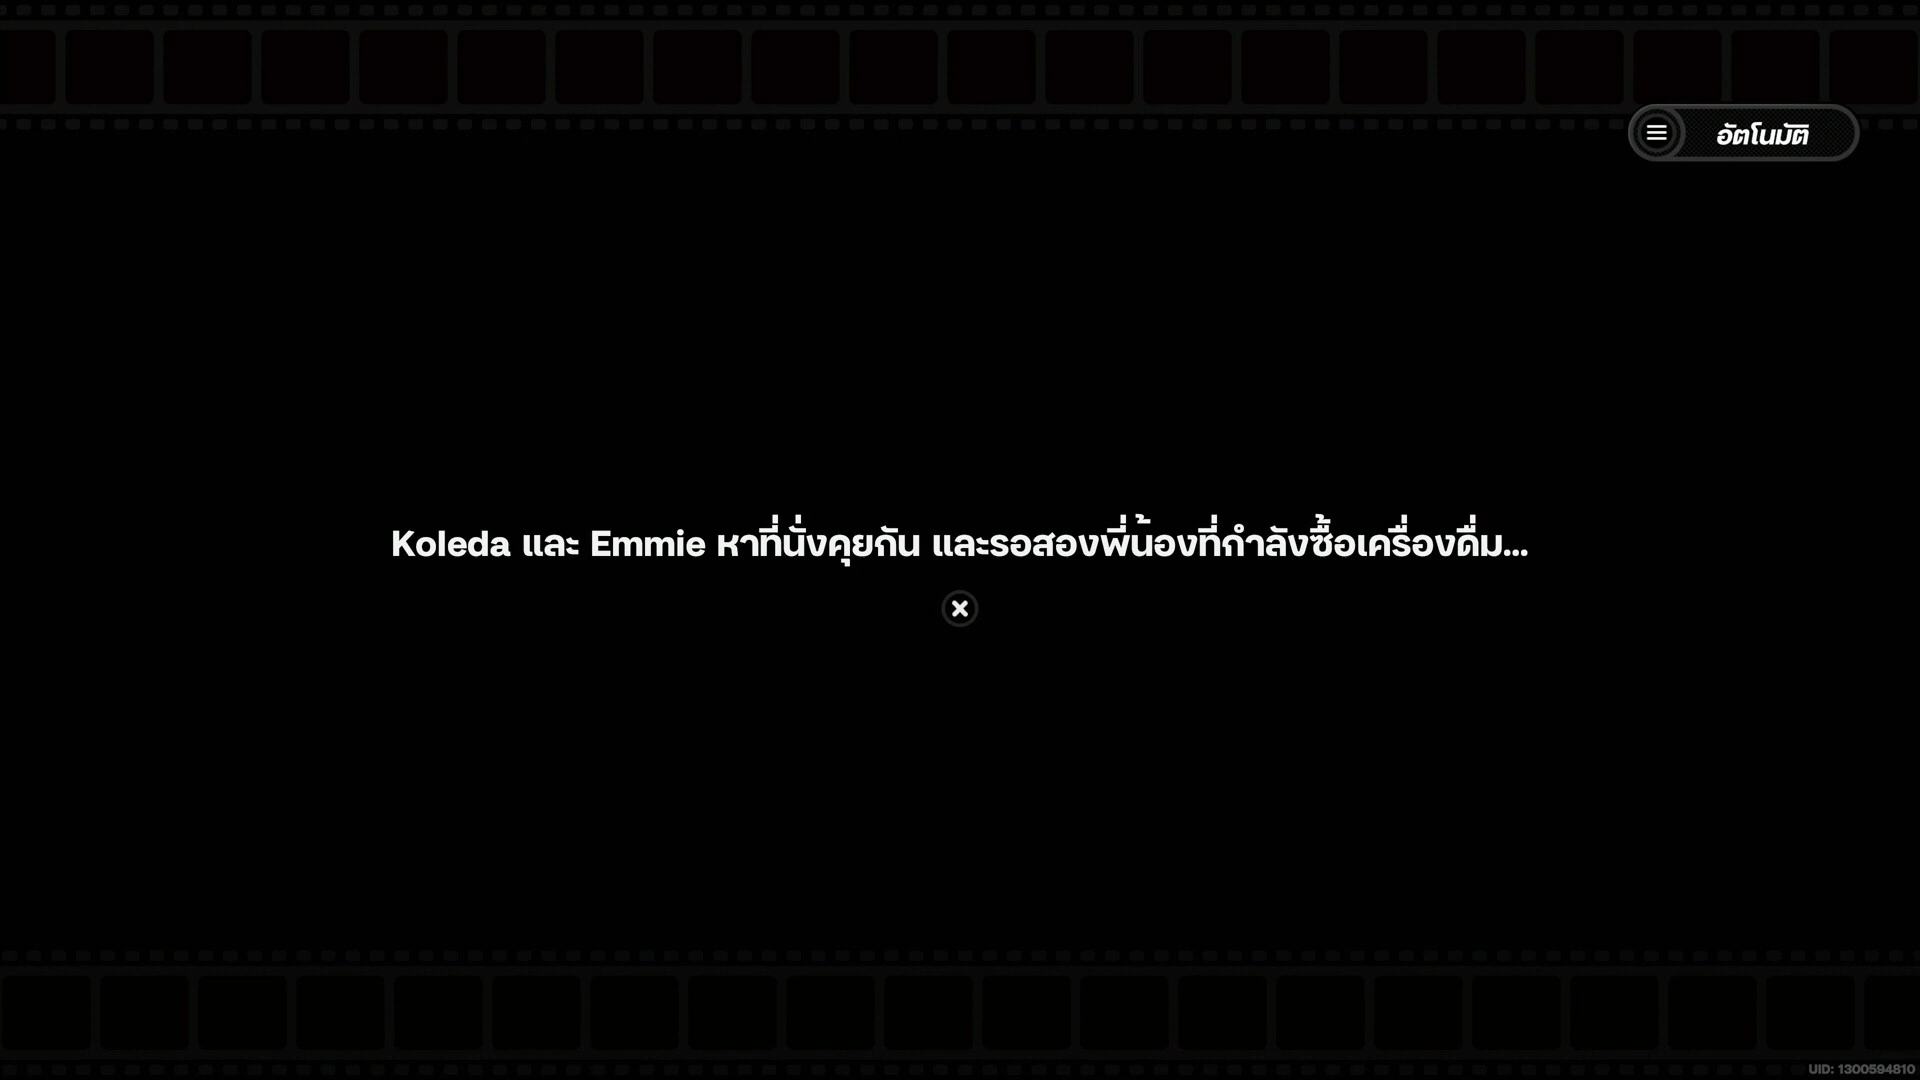 อัตโนมัติ
Koleda และ Emmie หาที่นั่งคุยกัน และรอสองพี่น้องที่กำลังซื้อเครื่องดื่ม...
UID: 1300594810